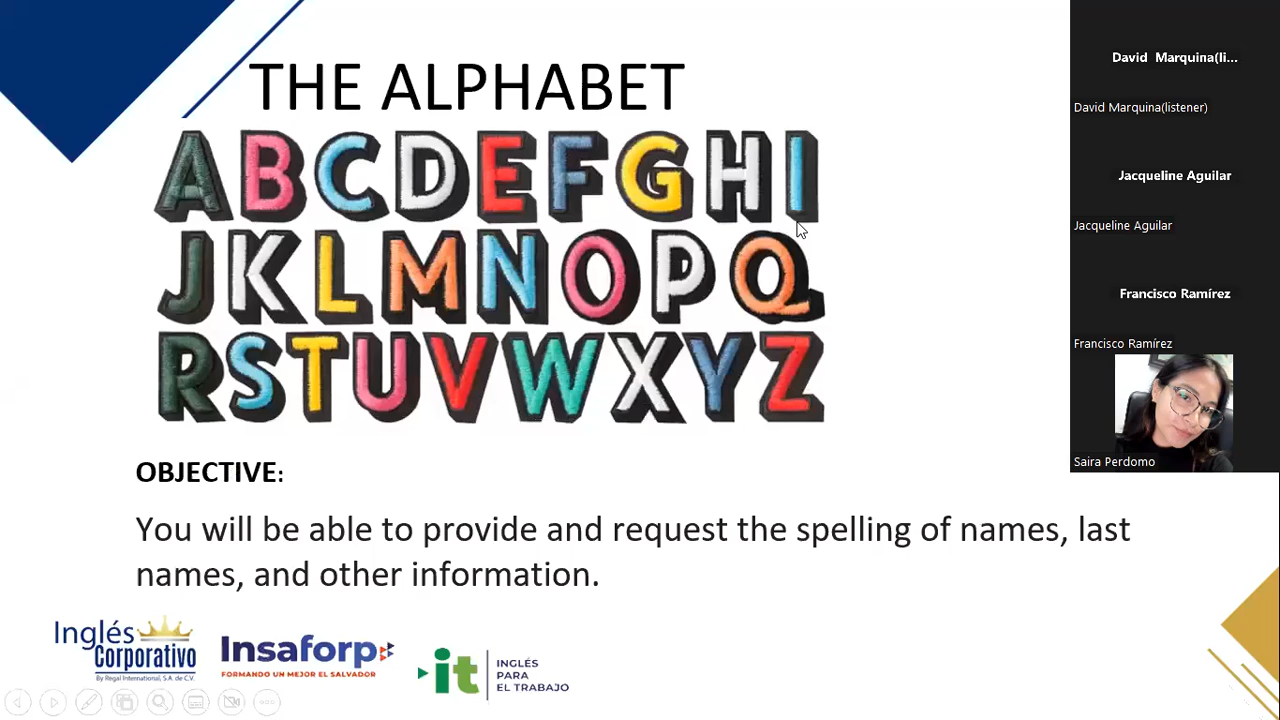 THE ALPHABET
ABCDEFGHI
JKLMNOPQ
RSTUVWXYZ
OBJECTIVE:
You will be able to provide and request the spelling of names, last
names, and other information.
Inglés
Corporativo
By Regal International, S.A. de C.V.
Insaforp
FORMANDO UN MEJOR EL SALVADOR
it
INGLÉS
PARA
EL TRABAJO
David Marquina(li...
David Marquina(listener)
Jacqueline Aguilar
Jacqueline Aguilar
Francisco Ramírez
Francisco Ramírez
Saira Perdomo